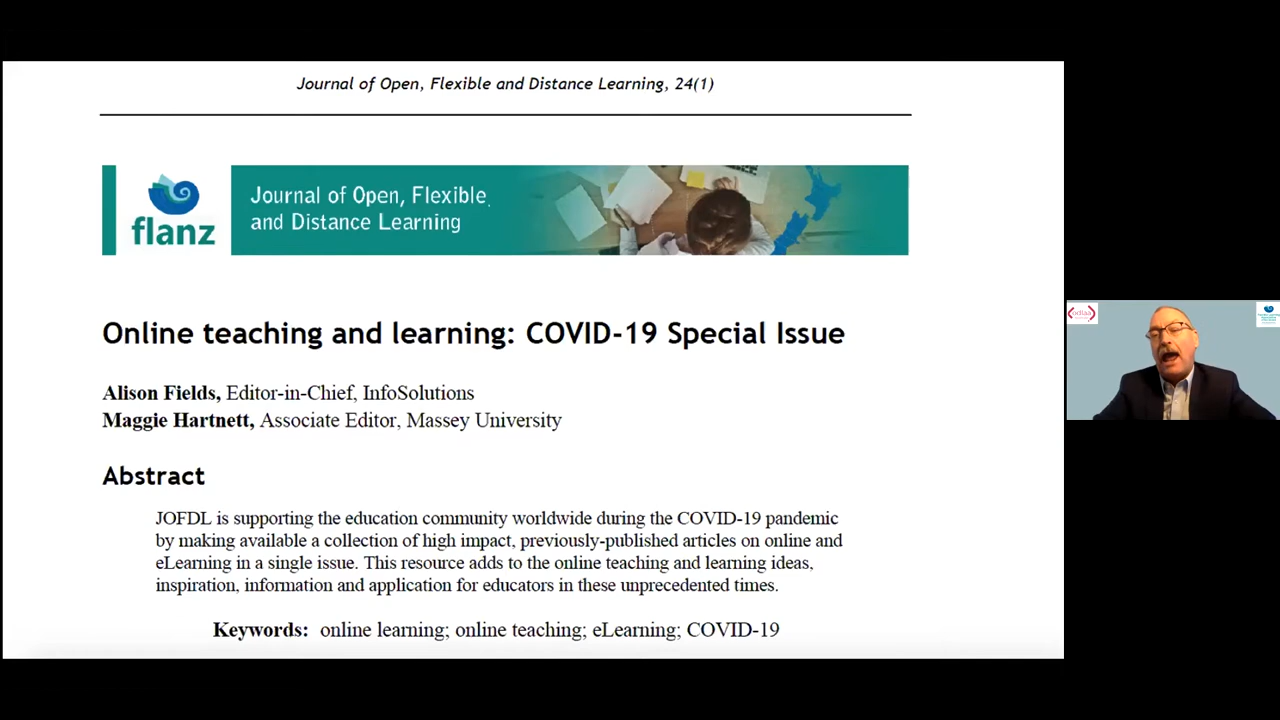 Journal of Open, Flexible and Distance Learning, 24(1)
flanz
Journal of Open, Flexible
and Distance Learning
Online teaching and learning: COVID-19 Special Issue
Alison Fields, Editor-in-Chief, InfoSolutions
Maggie Hartnett, Associate Editor, Massey University
Abstract
JOFDL is supporting the education community worldwide during the COVID-19 pandemic
by making available a collection of high impact, previously-published articles on online and
eLearning in a single issue. This resource adds to the online teaching and learning ideas,
inspiration, information and application for educators in these unprecedented times.
Keywords: online learning; online teaching; eLearning; COVID-19
odlaa